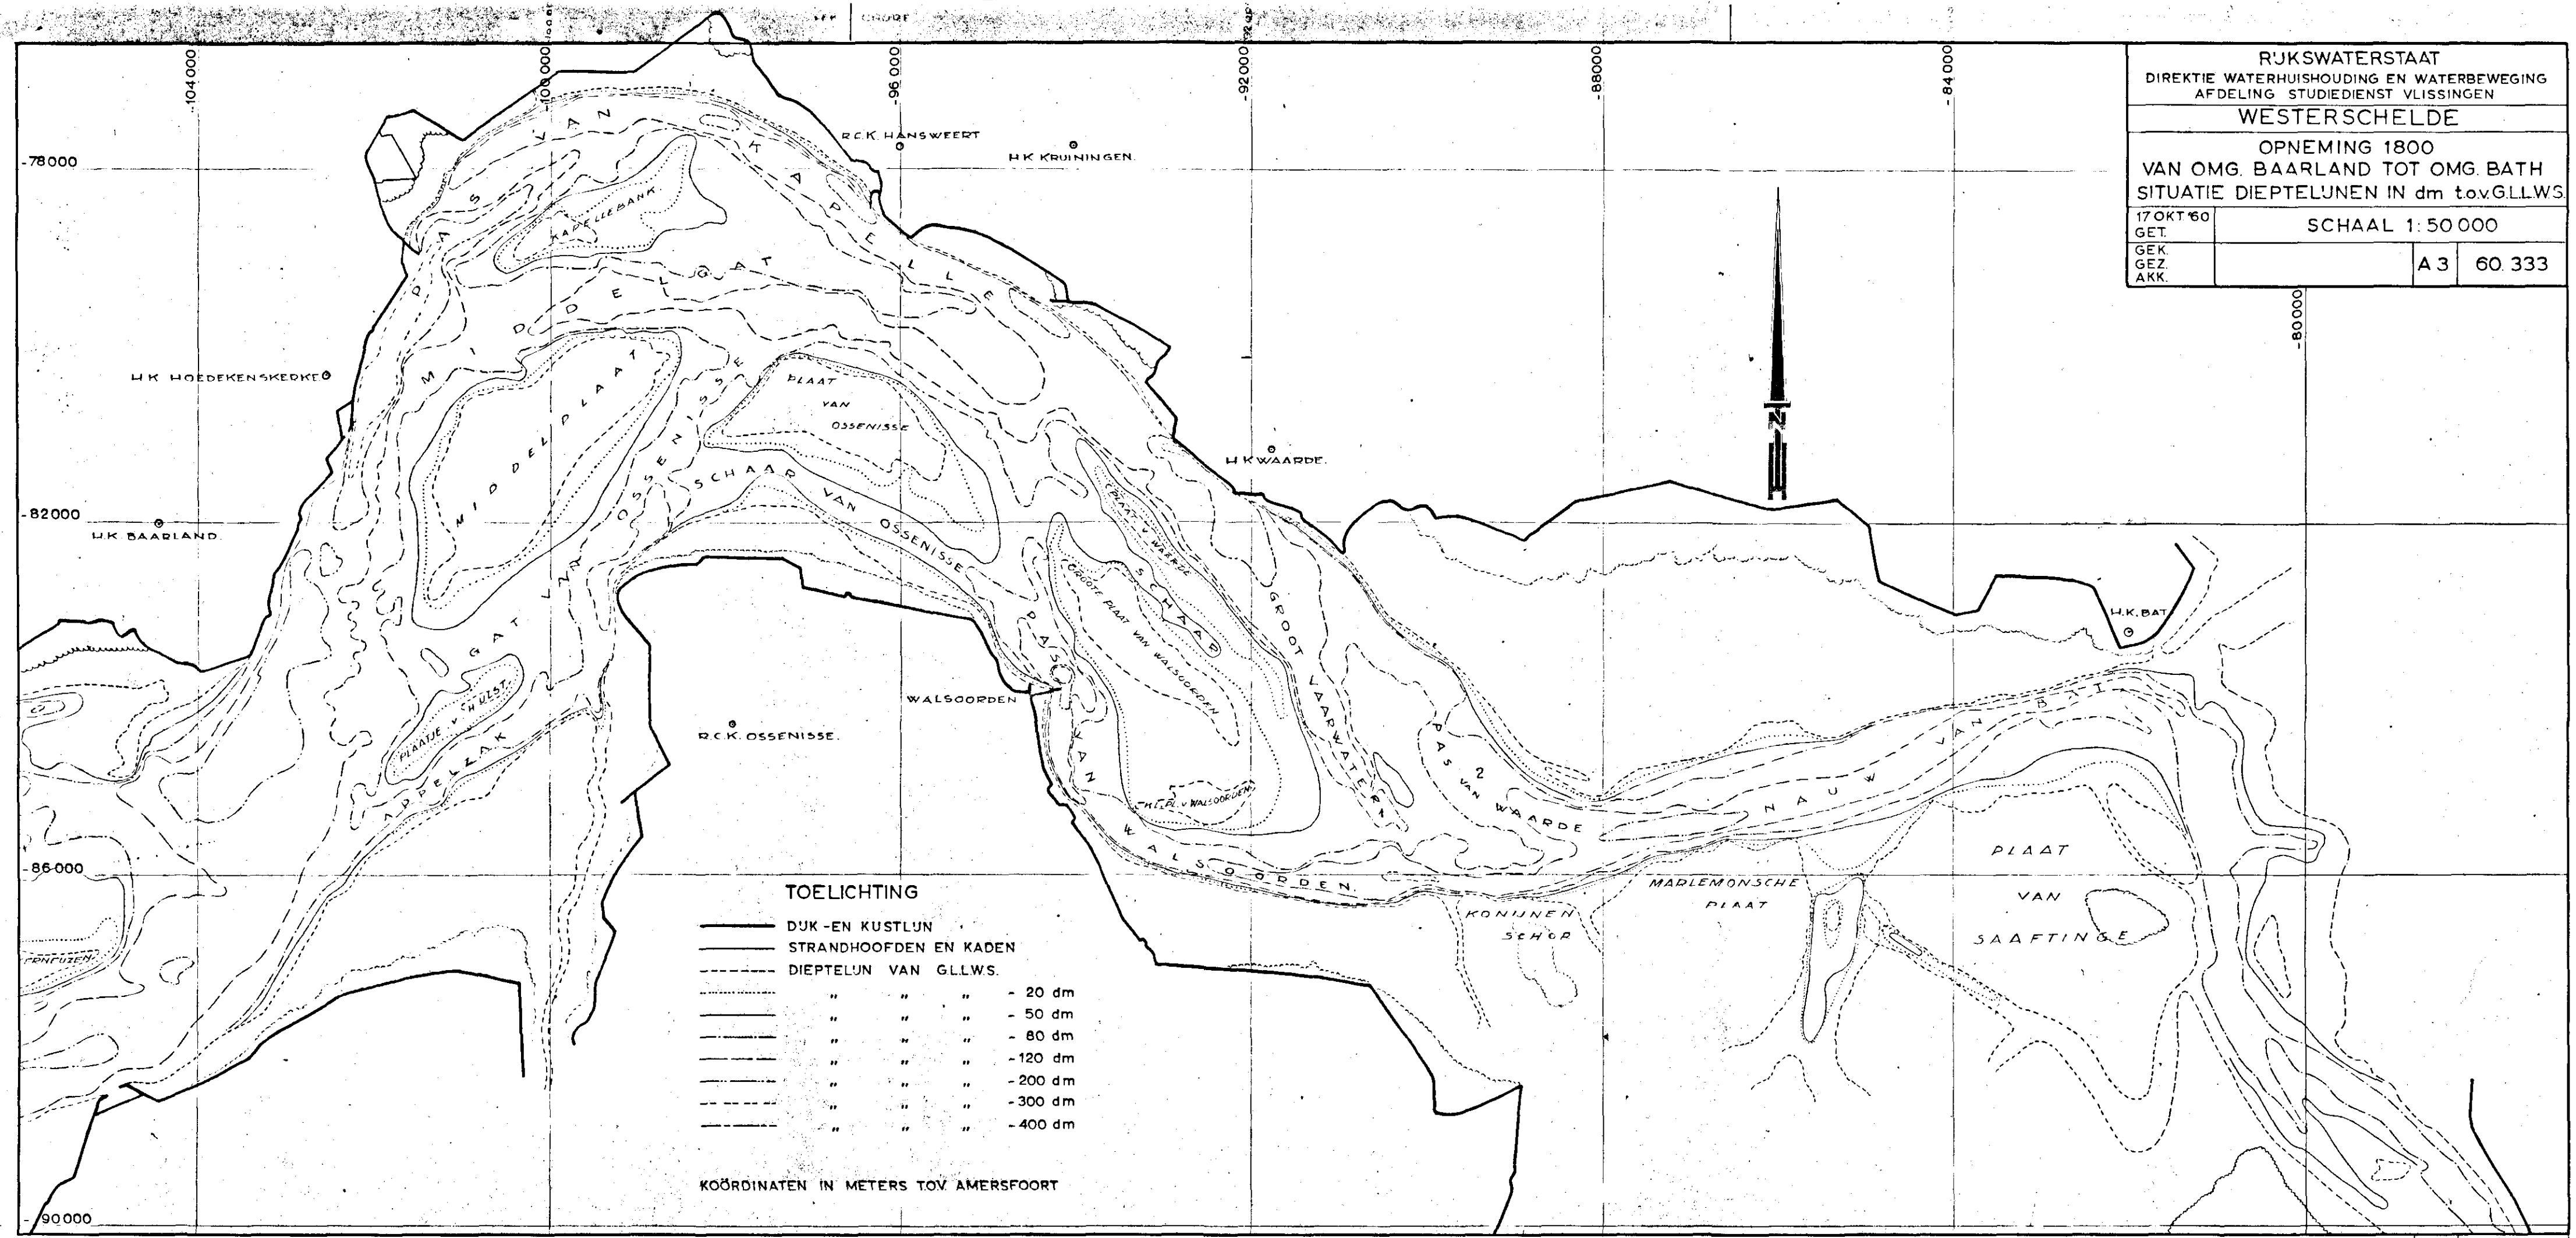 RIJKSWATERSTAAT
DIREKTIE WATERHUISHOUDING EN WATERBEWEGING
AFDELING STUDIEDIENST VLISSINGEN
WESTERSCHELDE
OPNEMING 1800
VAN OMG. BAARLAND TOT OMG. BATH
SITUATIE DIEPTELIJNEN IN dm t.o.v. G.L.L.W.S.
17 OKT '60
GET.
SCHAAL 1:50 000
GEK.
GEZ.
AKK.
A 3
60.333
-104000
-100000
-96000
-92000
-88000
-84000
-80000
-78000
-82000
-86000
-90000
R.C.K. HANSWEERT
H.K. KRUININGEN.
PAS VAN KAPELLE
KAPELLEBANK
MIDDELGAT
H.K. HOEDEKENSKERKE
MIDDELPLAAT
PLAAT
VAN
OSSENISSE
H.K. WAARDE.
SCHAAR VAN OSSENISSE
H.K. BAARLAND.
GAT V. OSSENISSE
PLAAT V. WAARDE
SCHAAR
GROOTE PLAAT VAN WALSOORDEN
GROOT VAARWATER
H.K. BAT
PLAATJE V. HULST
APPELZAK
WALSOORDEN
R.C.K. OSSENISSE.
PAS VAN WALSOORDEN.
KL. PL. v. WALSOORDEN
PAS VAN WAARDE
2
NAUW VAN BAT
MARLEMONSCHE
PLAAT
KONIJNEN
SCHOR
PLAAT
VAN
SAAFTINGE
N
TOELICHTING
DIJK-EN KUSTLIJN
STRANDHOOFDEN EN KADEN
DIEPTELIJN VAN G.L.L.W.S.
" " " - 20 dm
" " " - 50 dm
" " " - 80 dm
" " " -120 dm
" " " -200 dm
" " " -300 dm
" " " -400 dm
KOÖRDINATEN IN METERS T.O.V. AMERSFOORT